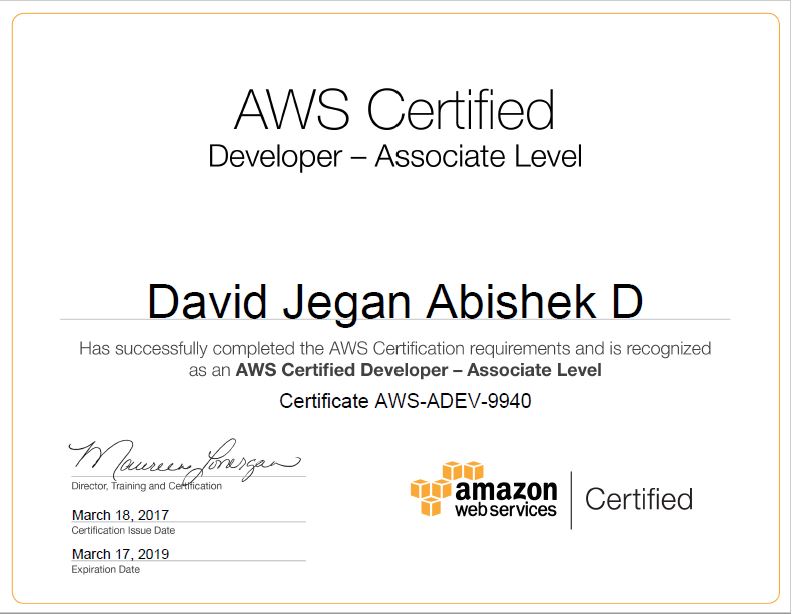 AWS Certified
Developer – Associate Level
David Jegan Abishek D
Has successfully completed the AWS Certification requirements and is recognized
as an AWS Certified Developer – Associate Level
Certificate AWS-ADEV-9940
Maureen Lonergan
Director, Training and Certification
March 18, 2017
Certification Issue Date
March 17, 2019
Expiration Date
amazon
web services
Certified